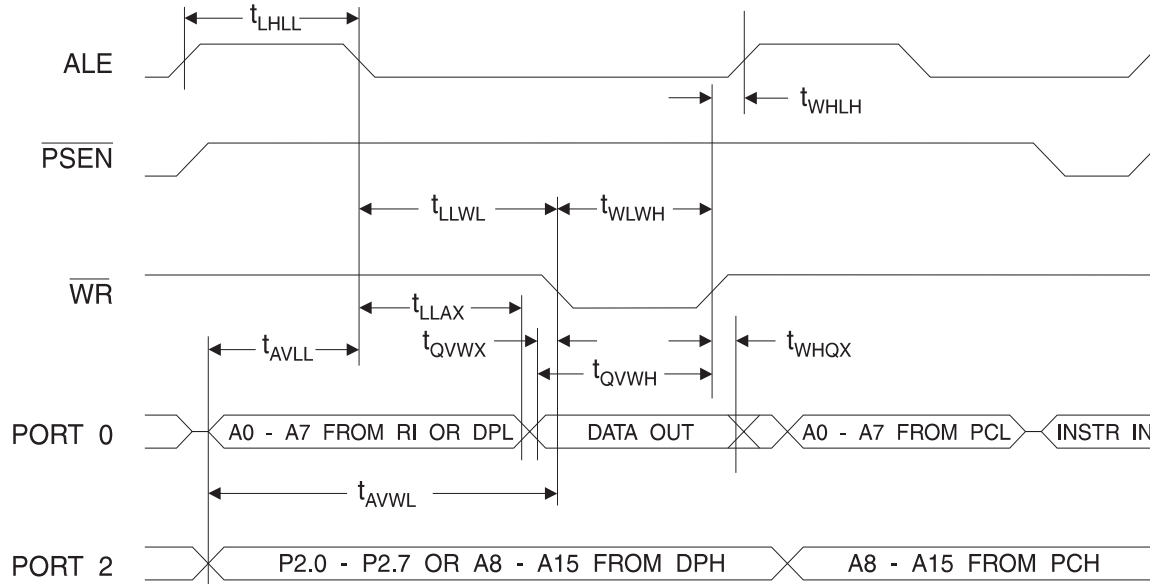 tLHLL
ALE
tWHLH
PSEN
tLLWL
tWLWH
WR
tLLAX
tAVLL
tQVWX
tWHQX
tQVWH
PORT 0
A0 - A7 FROM RI OR DPL
DATA OUT
A0 - A7 FROM PCL
INSTR IN
tAVWL
PORT 2
P2.0 - P2.7 OR A8 - A15 FROM DPH
A8 - A15 FROM PCH